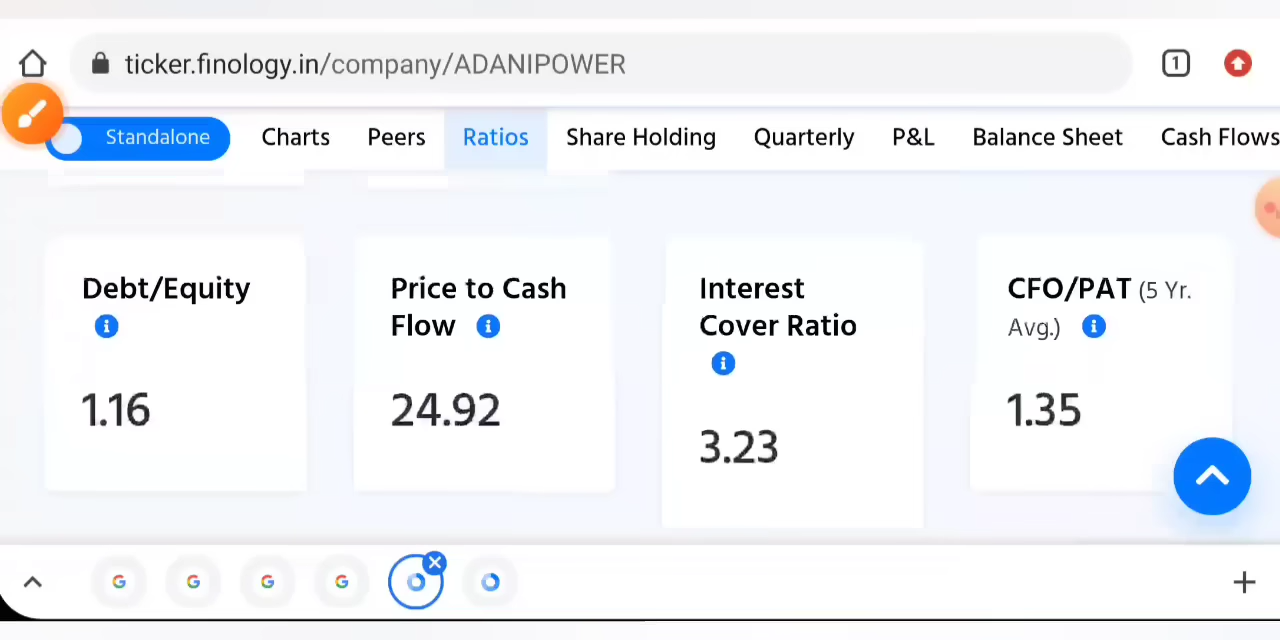 ticker.finology.in/company/ADANIPOWER
1
Standalone
Charts
Peers
Ratios
Share Holding
Quarterly
P&L
Balance Sheet
Cash Flows
Debt/Equity
1.16
Price to Cash
Flow
24.92
Interest
Cover Ratio
3.23
CFO/PAT (5 Yr.
Avg.)
1.35